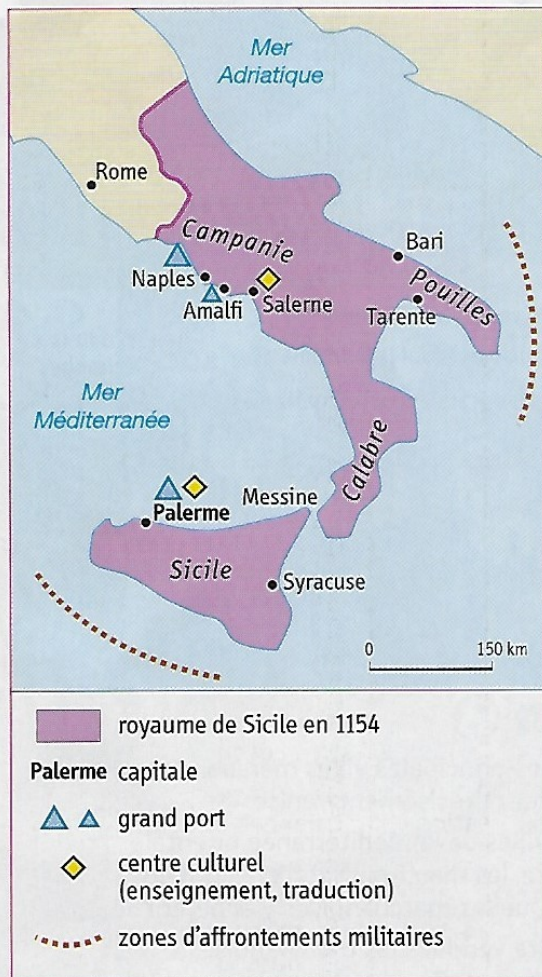 Mer
Adriatique
Rome
Campanie
Bari
Naples
Pouilles
Amalfi
Salerne
Tarente
Mer
Méditerranée
Calabre
Messine
Palerme
Sicile
Syracuse
0 150 km
royaume de Sicile en 1154
Palerme capitale
grand port
centre culturel
(enseignement, traduction)
zones d'affrontements militaires